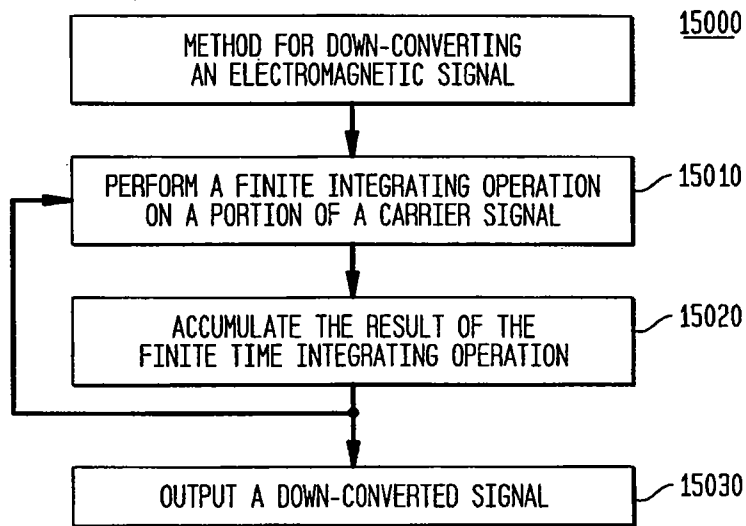 15000
METHOD FOR DOWN-CONVERTING
AN ELECTROMAGNETIC SIGNAL
PERFORM A FINITE INTEGRATING OPERATION
ON A PORTION OF A CARRIER SIGNAL
15010
ACCUMULATE THE RESULT OF THE
FINITE TIME INTEGRATING OPERATION
15020
OUTPUT A DOWN-CONVERTED SIGNAL
15030